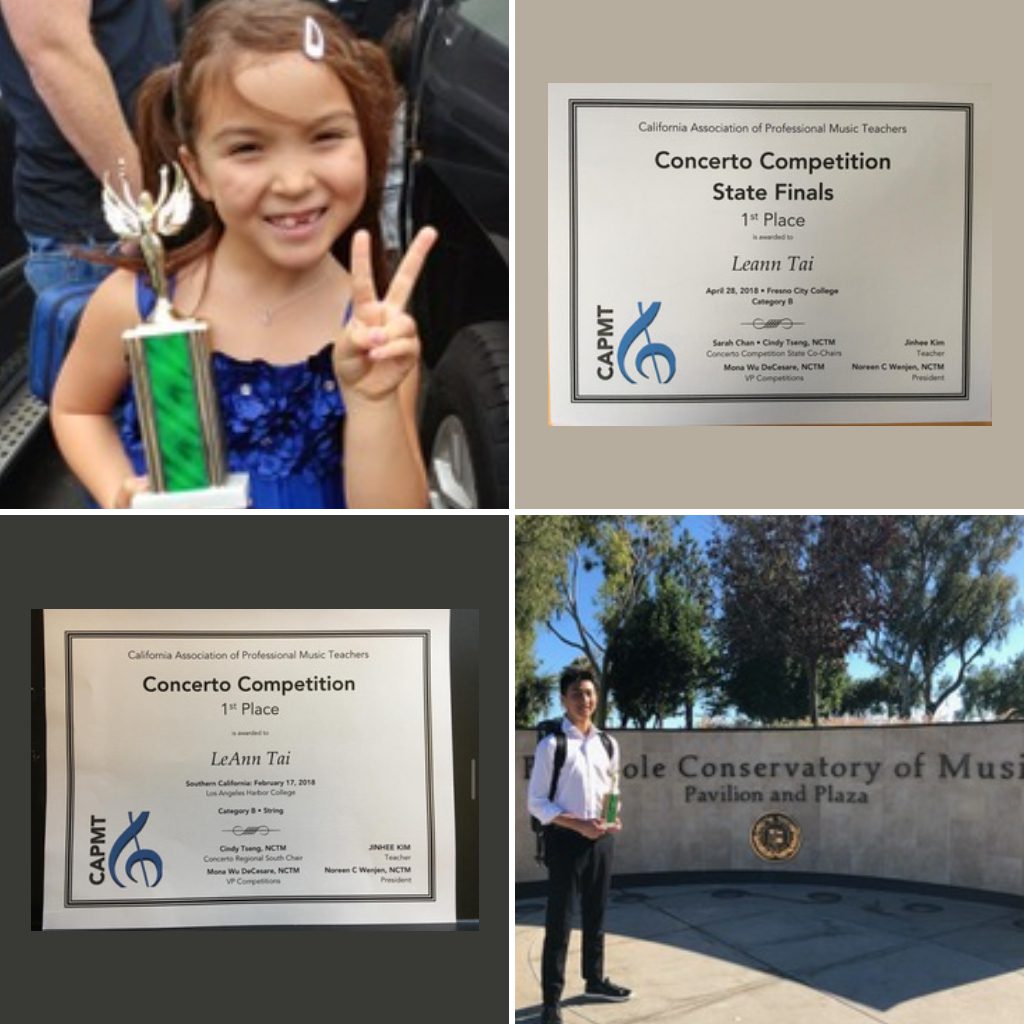 California Association of Professional Music Teachers
Concerto Competition
State Finals
1st Place
is awarded to
Leann Tai
April 28, 2018 • Fresno City College
Category B
CAPMT
Sarah Chan • Cindy Tseng, NCTM
Concerto Competition State Co-Chairs
Mona Wu DeCesare, NCTM
VP Competitions
Jinhee Kim
Teacher
Noreen C Wenjen, NCTM
President
California Association of Professional Music Teachers
Concerto Competition
1st Place
is awarded to
LeAnn Tai
Southern California: February 17, 2018
Los Angeles Harbor College
Category B • String
CAPMT
Cindy Tseng, NCTM
Concerto Regional South Chair
Mona Wu DeCesare, NCTM
VP Competitions
JINHEE KIM
Teacher
Noreen C Wenjen, NCTM
President
Conservatory of Musi
Pavilion and Plaza